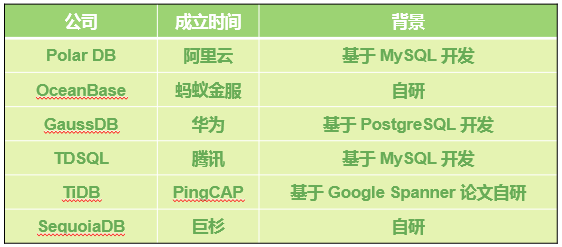 公司 成立时间 背景
Polar DB 阿里云 基于 MySQL 开发
OceanBase 蚂蚁金服 自研
GaussDB 华为 基于 PostgreSQL 开发
TDSQL 腾讯 基于 MySQL 开发
TiDB PingCAP 基于 Google Spanner 论文自研
SequoiaDB 巨杉 自研